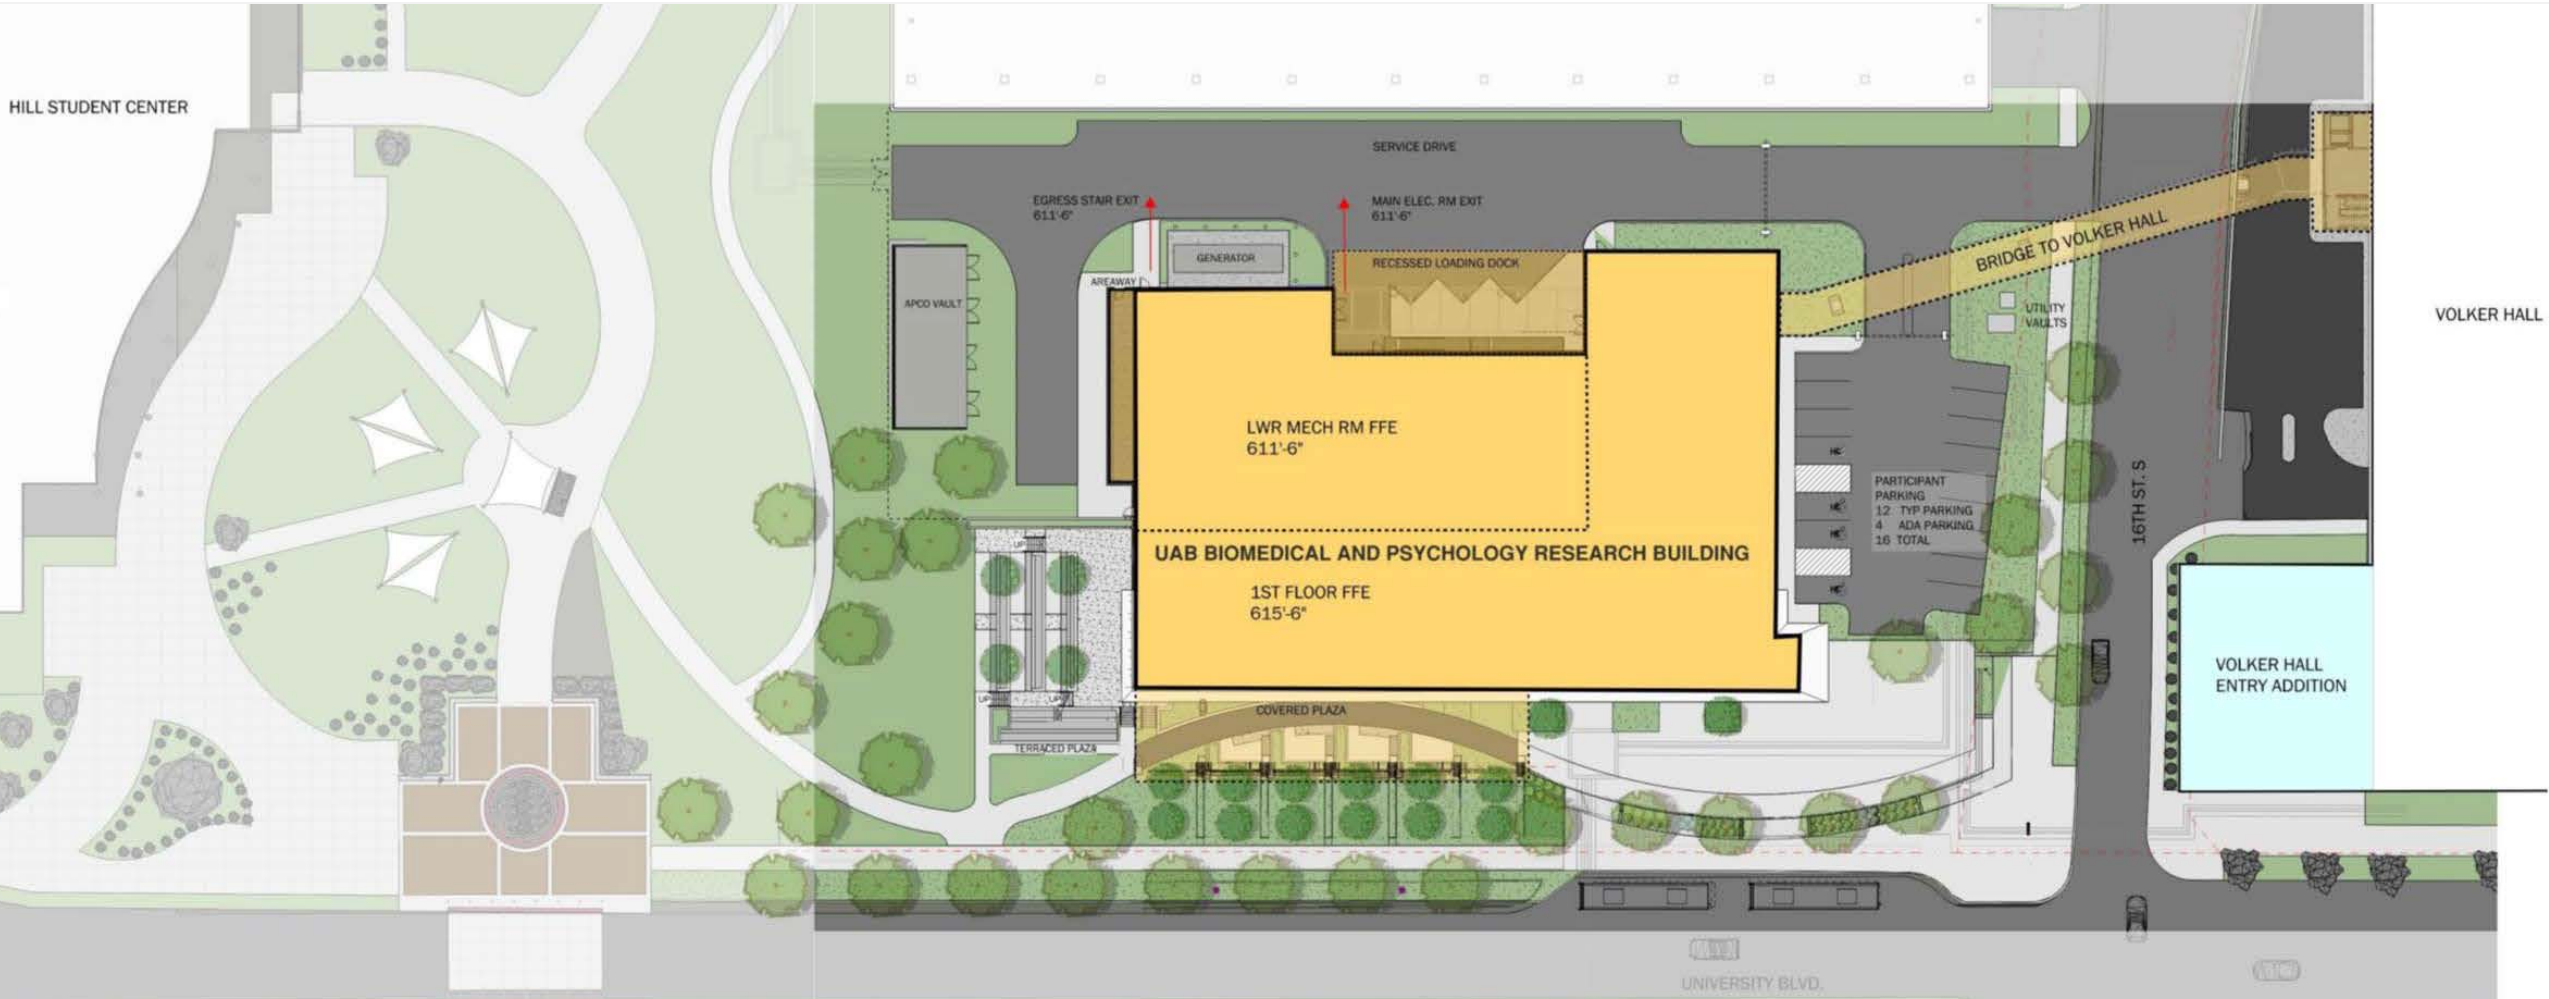 HILL STUDENT CENTER
SERVICE DRIVE
EGRESS STAIR EXIT
611'-6"
MAIN ELEC. RM EXIT
611'-6"
BRIDGE TO VOLKER HALL
GENERATOR
RECESSED LOADING DOCK
AREAWAY
APCO VAULT
UTILITY
VAULTS
VOLKER HALL
LWR MECH RM FFE
611'-6"
PARTICIPANT
PARKING
12 TYP PARKING
4 ADA PARKING
16 TOTAL
16TH ST. S
UP
UAB BIOMEDICAL AND PSYCHOLOGY RESEARCH BUILDING
1ST FLOOR FFE
615'-6"
VOLKER HALL
ENTRY ADDITION
UP
UP
COVERED PLAZA
TERRACED PLAZA
UNIVERSITY BLVD.